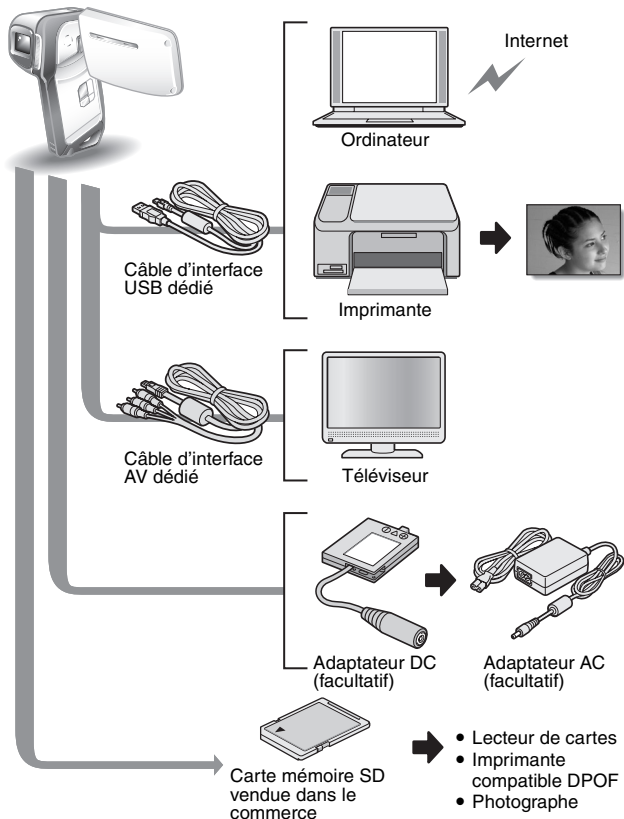 Internet
Ordinateur
Câble d'interface
USB dédié
Imprimante
Câble d'interface
AV dédié
Téléviseur
Adaptateur DC
(facultatif)
Adaptateur AC
(facultatif)
Carte mémoire SD
vendue dans le
commerce
• Lecteur de cartes
• Imprimante
compatible DPOF
• Photographe